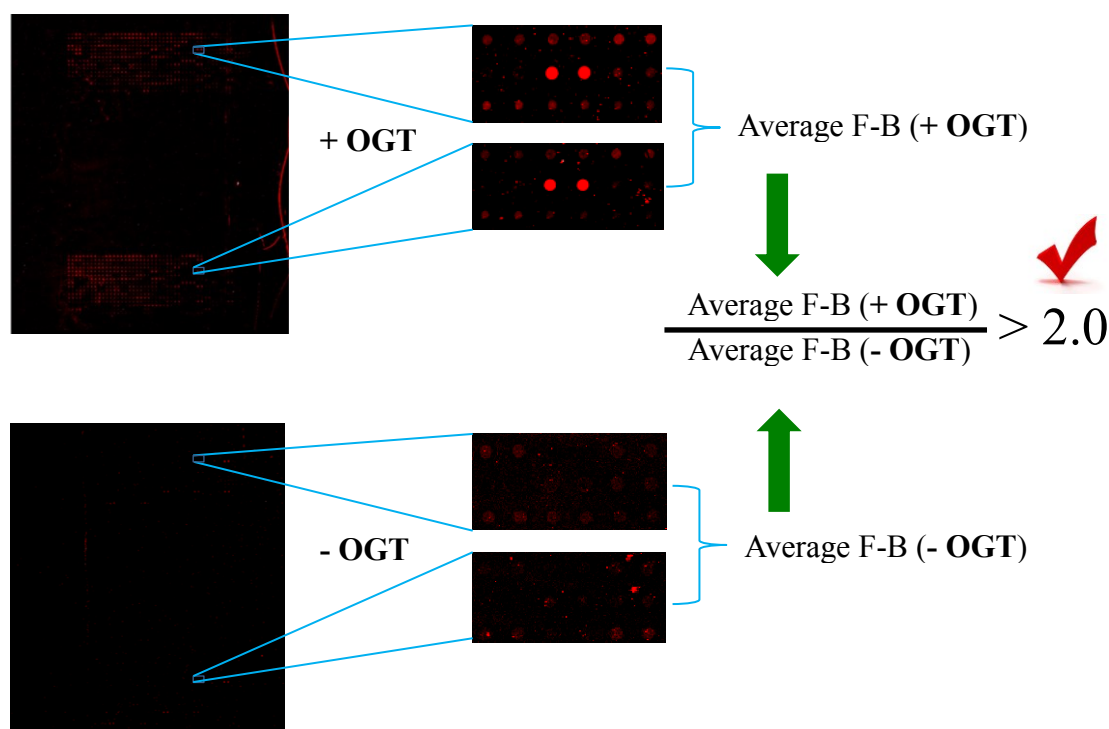 + OGT
Average F-B (+ OGT)
Average F-B (+ OGT)
Average F-B (- OGT)
> 2.0
- OGT
Average F-B (- OGT)